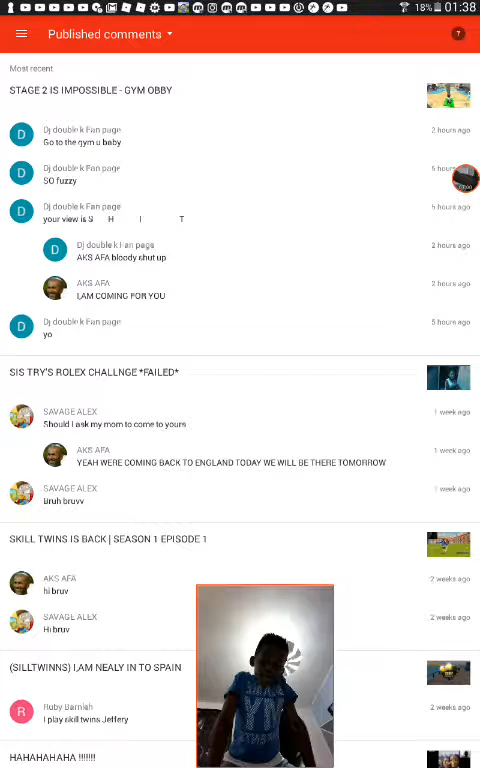 18% 01:38
Published comments
?
Most recent
STAGE 2 IS IMPOSSIBLE - GYM OBBY
D Dj double k Fan page 2 hours ago
Go to the gym u baby
D Dj double k Fan page 5 hours ago
SO fuzzy
D Dj double k Fan page 5 hours ago
your view is S H I T
D Dj double k Fan page 2 hours ago
AKS AFA bloody shut up
AKS AFA 2 hours ago
I,AM COMING FOR YOU
D Dj double k Fan page 5 hours ago
yo
SIS TRY'S ROLEX CHALLNGE *FAILED*
SAVAGE ALEX 1 week ago
Should I ask my mom to come to yours
AKS AFA 1 week ago
YEAH WERE COMING BACK TO ENGLAND TODAY WE WILL BE THERE TOMORROW
SAVAGE ALEX 1 week ago
Bruh bruvv
SKILL TWINS IS BACK | SEASON 1 EPISODE 1
AKS AFA 2 weeks ago
hi bruv
SAVAGE ALEX 2 weeks ago
Hi bruv
(SILLTWINNS) I,AM NEALY IN TO SPAIN
R Ruby Barnish 2 weeks ago
I play skill twins Jeffery
HAHAHAHAHA !!!!!!!